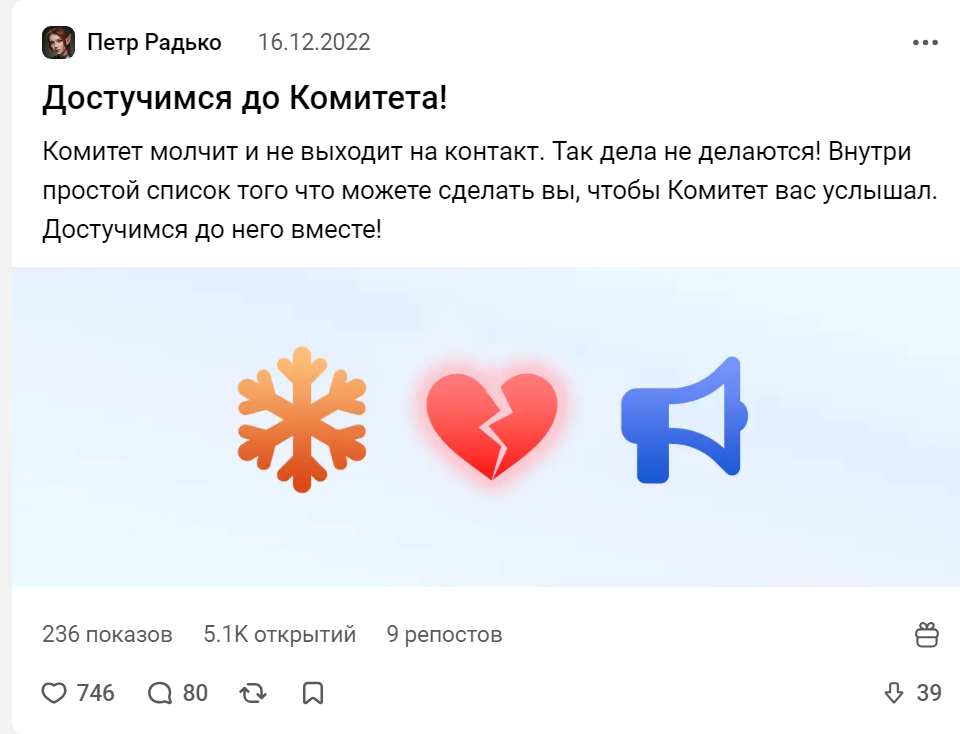 Петр Радько 16.12.2022
Достучимся до Комитета!
Комитет молчит и не выходит на контакт. Так дела не делаются! Внутри
простой список того что можете сделать вы, чтобы Комитет вас услышал.
Достучимся до него вместе!
236 показов 5.1K открытий 9 репостов
746 80 39